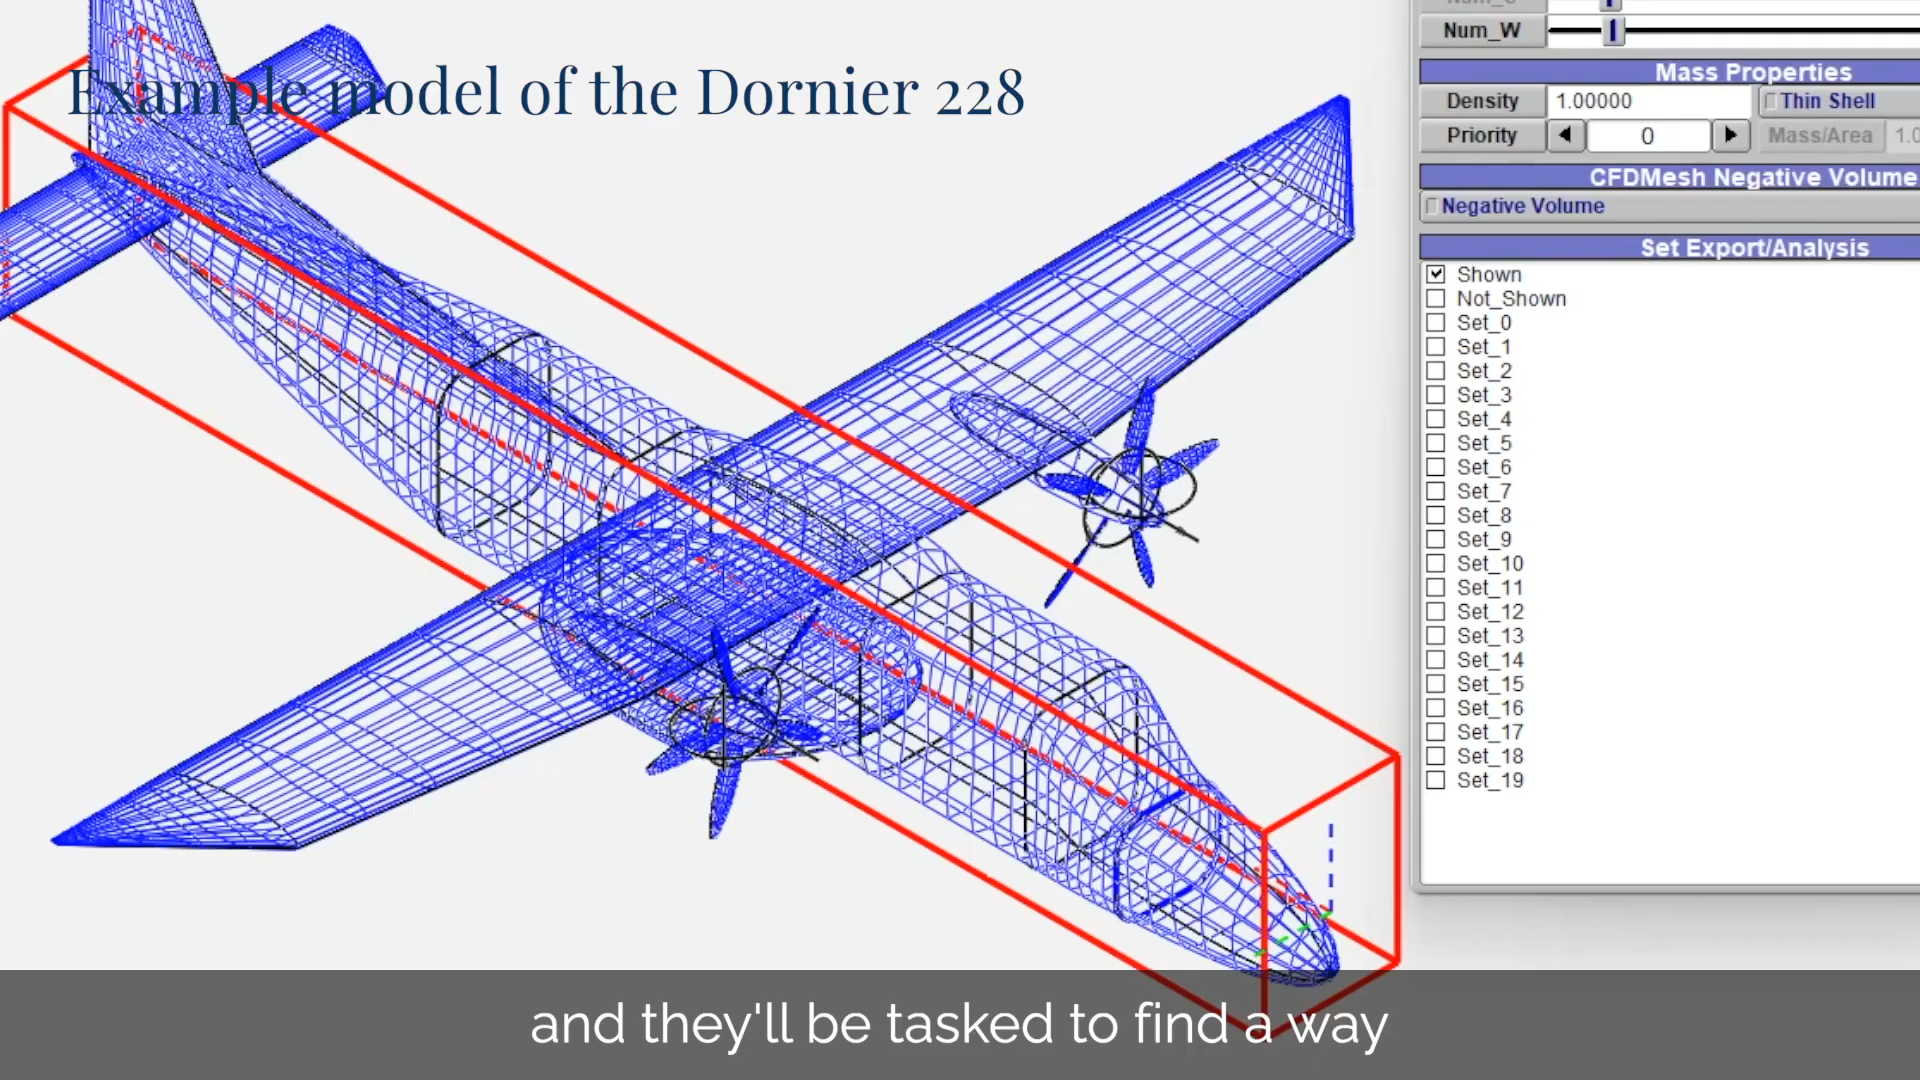 Example model of the Dornier 228
Num_W
Mass Properties
Density 1.00000 Thin Shell
Priority 0 Mass/Area 1.0
CFDMesh Negative Volume
Negative Volume
Set Export/Analysis
Shown
Not_Shown
Set_0
Set_1
Set_2
Set_3
Set_4
Set_5
Set_6
Set_7
Set_8
Set_9
Set_10
Set_11
Set_12
Set_13
Set_14
Set_15
Set_16
Set_17
Set_18
Set_19
and they'll be tasked to find a way